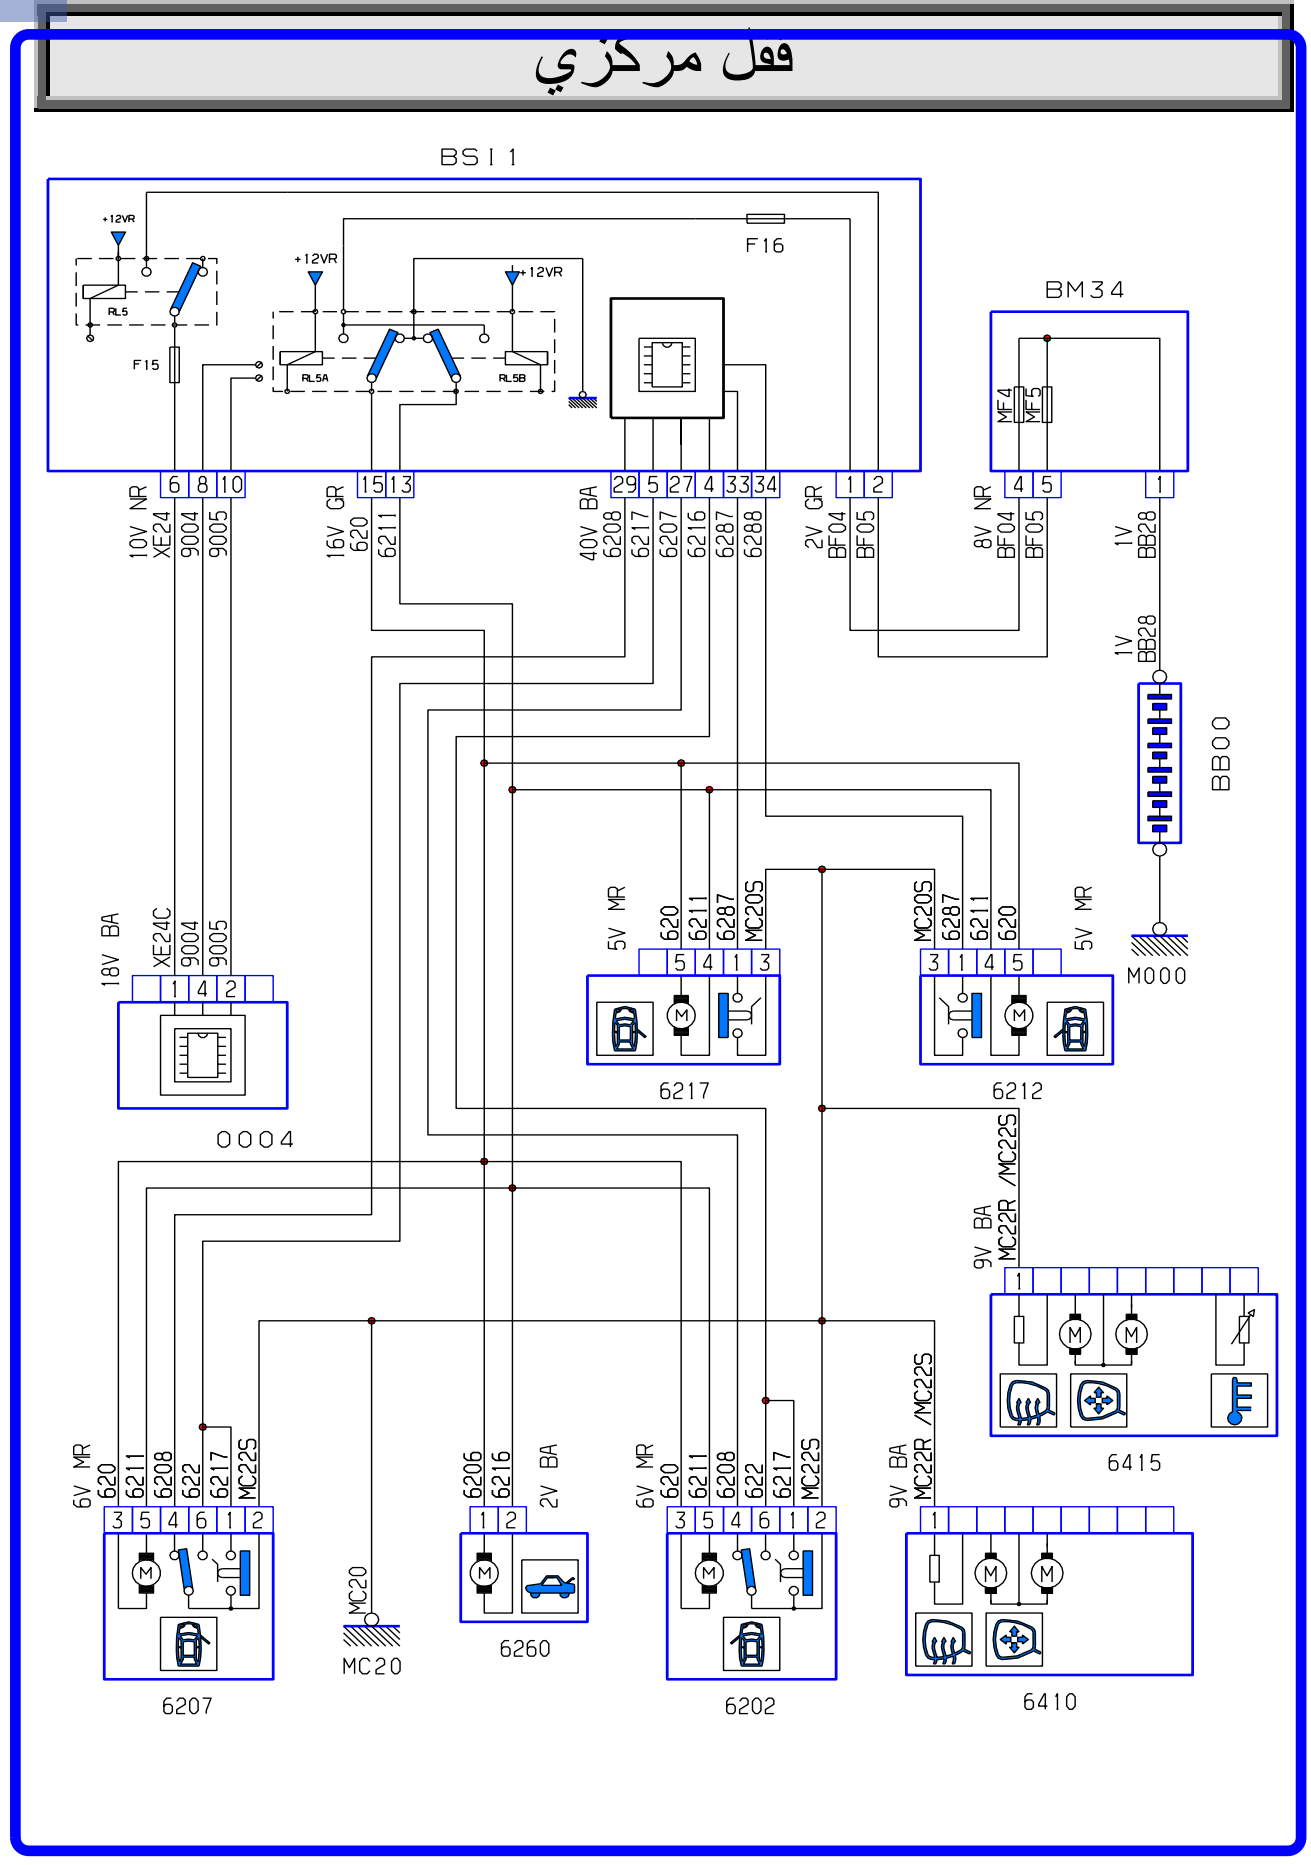 قفل مركزي
BSI1
+12VR
RL5
F15
+12VR
+12VR
RL5A
RL5B
F16
BM34
MF4
MF5
6 8 10
15 13
29 5 27 4 33 34
1 2
4 5
1
10V NR
XE24
9004
9005
16V GR
620
6211
40V BA
6208
6217
6207
6216
6287
6288
2V GR
BF04
BF05
8V NR
BF04
BF05
1V
BB28
1V
BB28
BB00
M000
18V BA
XE24C
9004
9005
1 4 2
0004
5V MR
620
6211
6287
MC20S
5 4 1 3
M
6217
MC20S
6287
6211
620
5V MR
3 1 4 5
M
6212
9V BA
MC22R /MC22S
1
M M
6415
6V MR
620
6211
6208
622
6217
MC22S
3 5 4 6 1 2
M
6207
MC20
MC20
6206
6216
2V BA
1 2
M
6260
6V MR
620
6211
6208
622
6217
MC22S
3 5 4 6 1 2
M
6202
9V BA
MC22R /MC22S
1
M M
6410